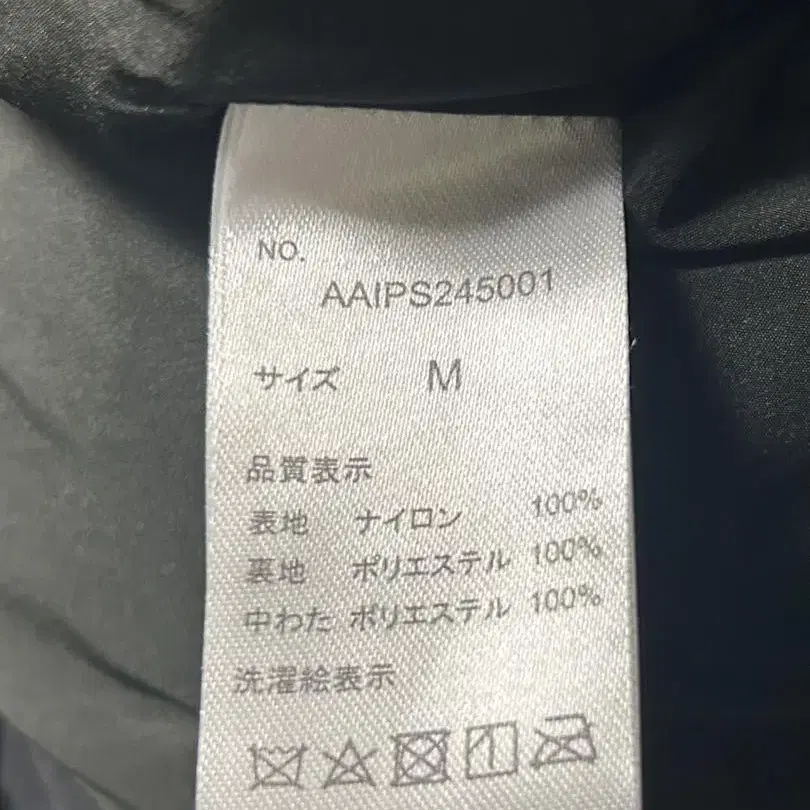 NO.
AAIPS245001
サイズ M
品質表示
表地 ナイロン 100%
裏地 ポリエステル 100%
中わた ポリエステル 100%
洗濯絵表示